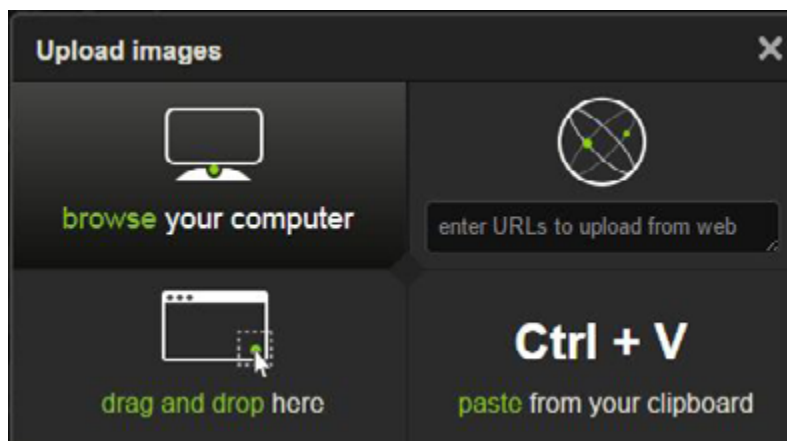 Upload images
browse your computer
enter URLs to upload from web
drag and drop here
Ctrl + V
paste from your clipboard